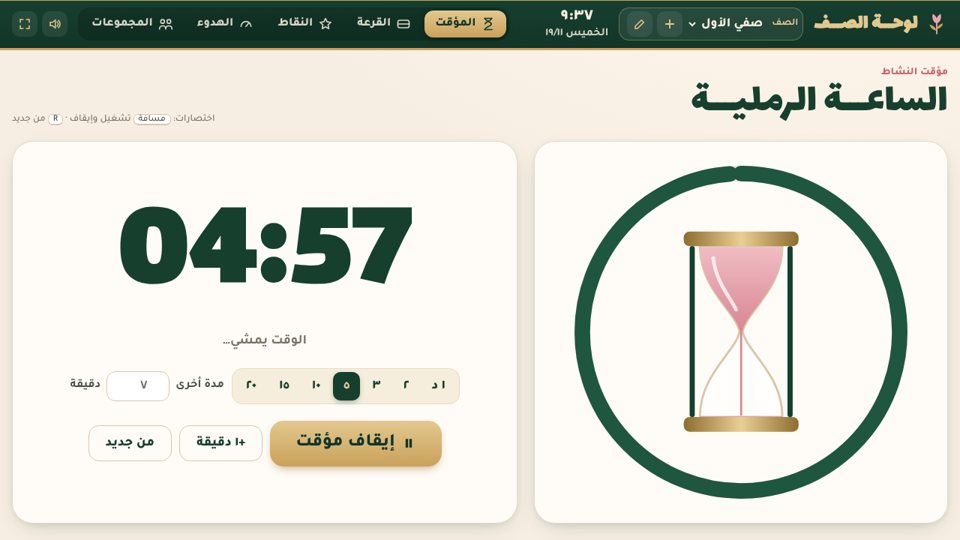 لوحة الصف
الصف
صفي الأول
٩:٣٧
الخميس ١٩/١١
المؤقت
القرعة
النقاط
الهدوء
المجموعات
مؤقت النشاط
الساعة الرملية
اختصارات: مسافة تشغيل وإيقاف · R من جديد
04:57
الوقت يمشي…
١ د ٢ ٣ ٥ ١٠ ١٥ ٢٠ مدة أخرى ٧ دقيقة
إيقاف مؤقت
+١ دقيقة
من جديد